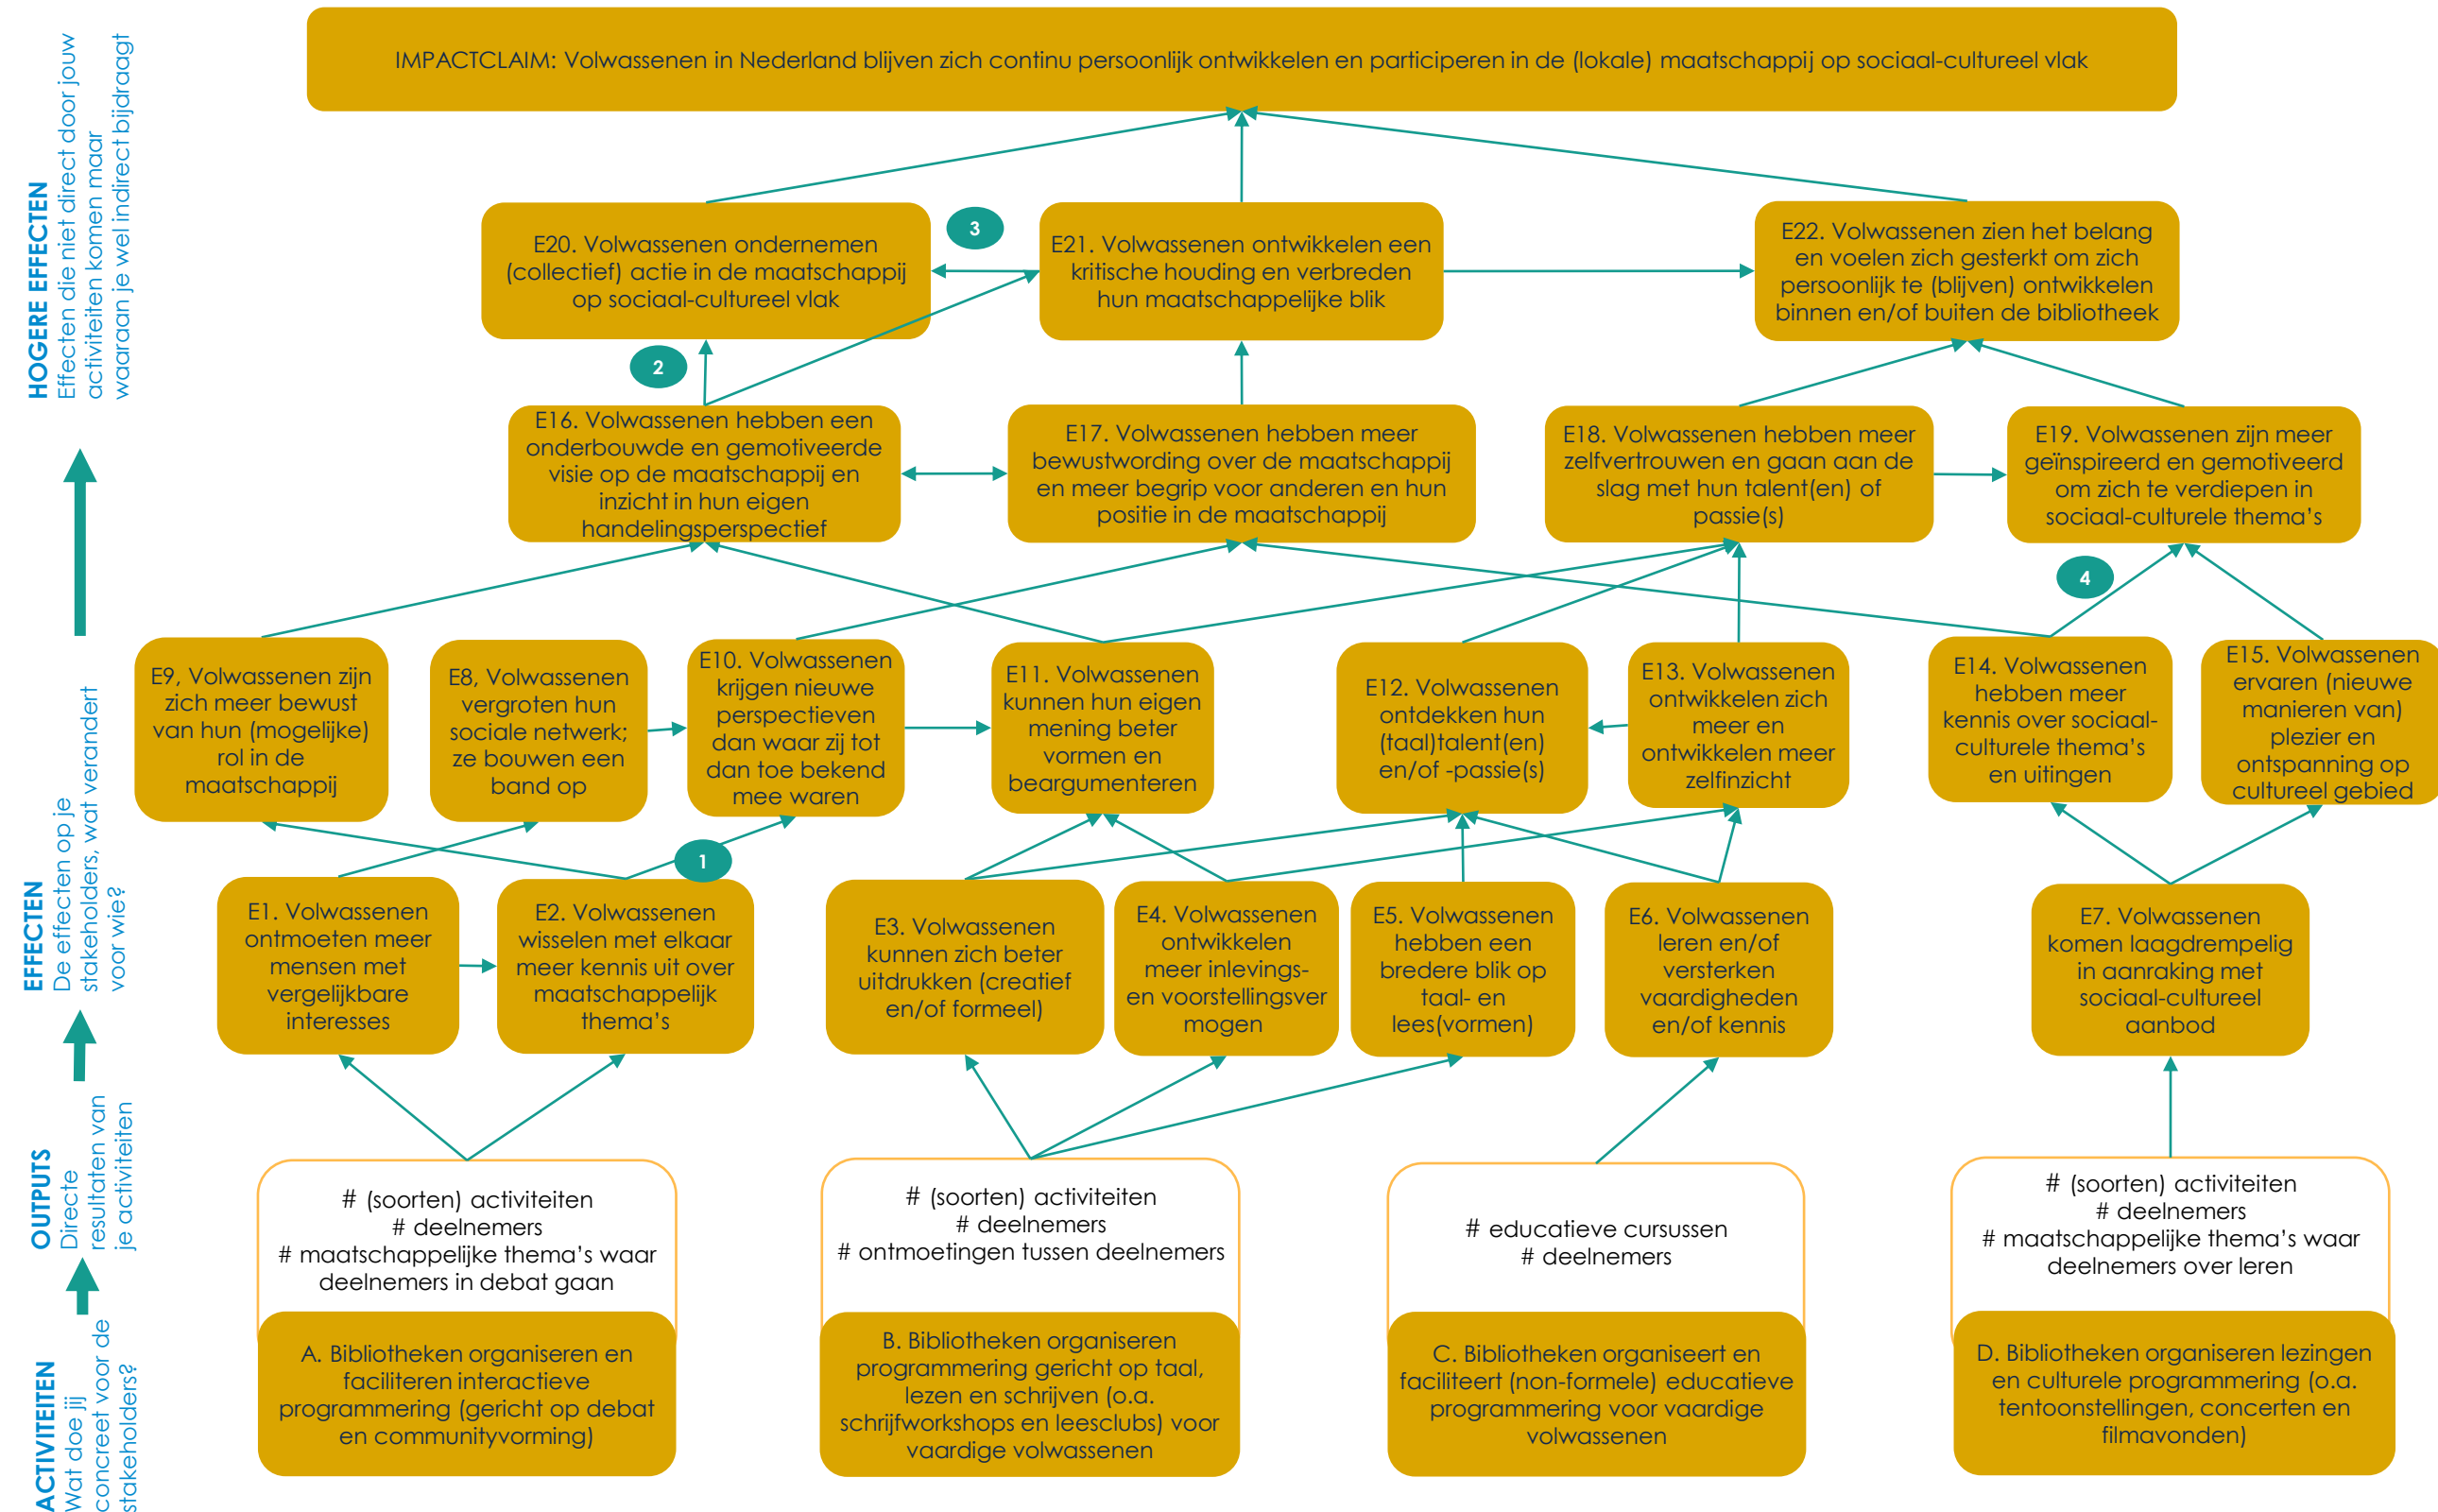 IMPACTCLAIM: Volwassenen in Nederland blijven zich continu persoonlijk ontwikkelen en participeren in de (lokale) maatschappij op sociaal-cultureel vlak
HOGERE EFFECTEN
Effecten die niet direct door jouw
activiteiten komen maar
waaraan je wel indirect bijdraagt
E20. Volwassenen ondernemen
(collectief) actie in de maatschappij
op sociaal-cultureel vlak
3
E21. Volwassenen ontwikkelen een
kritische houding en verbreden
hun maatschappelijke blik
E22. Volwassenen zien het belang
en voelen zich gesterkt om zich
persoonlijk te (blijven) ontwikkelen
binnen en/of buiten de bibliotheek
2
E16. Volwassenen hebben een
onderbouwde en gemotiveerde
visie op de maatschappij en
inzicht in hun eigen
handelingsperspectief
E17. Volwassenen hebben meer
bewustwording over de maatschappij
en meer begrip voor anderen en hun
positie in de maatschappij
E18. Volwassenen hebben meer
zelfvertrouwen en gaan aan de
slag met hun talent(en) of
passie(s)
E19. Volwassenen zijn meer
geïnspireerd en gemotiveerd
om zich te verdiepen in
sociaal-culturele thema's
4
EFFECTEN
De effecten op je
stakeholders, wat verandert
voor wie?
E9, Volwassenen zijn
zich meer bewust
van hun (mogelijke)
rol in de
maatschappij
E8, Volwassenen
vergroten hun
sociale netwerk;
ze bouwen een
band op
E10. Volwassenen
krijgen nieuwe
perspectieven
dan waar zij tot
dan toe bekend
mee waren
E11. Volwassenen
kunnen hun eigen
mening beter
vormen en
beargumenteren
E12. Volwassenen
ontdekken hun
(taal)talent(en)
en/of -passie(s)
E13. Volwassenen
ontwikkelen zich
meer en
ontwikkelen meer
zelfinzicht
E14. Volwassenen
hebben meer
kennis over sociaal-
culturele thema's
en uitingen
E15. Volwassenen
ervaren (nieuwe
manieren van)
plezier en
ontspanning op
cultureel gebied
1
E1. Volwassenen
ontmoeten meer
mensen met
vergelijkbare
interesses
E2. Volwassenen
wisselen met elkaar
meer kennis uit over
maatschappelijk
thema's
E3. Volwassenen
kunnen zich beter
uitdrukken (creatief
en/of formeel)
E4. Volwassenen
ontwikkelen
meer inlevings-
en voorstellingsver
mogen
E5. Volwassenen
hebben een
bredere blik op
taal- en
lees(vormen)
E6. Volwassenen
leren en/of
versterken
vaardigheden
en/of kennis
E7. Volwassenen
komen laagdrempelig
in aanraking met
sociaal-cultureel
aanbod
OUTPUTS
Directe
resultaten van
je activiteiten
# (soorten) activiteiten
# deelnemers
# maatschappelijke thema's waar
deelnemers in debat gaan
# (soorten) activiteiten
# deelnemers
# ontmoetingen tussen deelnemers
# educatieve cursussen
# deelnemers
# (soorten) activiteiten
# deelnemers
# maatschappelijke thema's waar
deelnemers over leren
ACTIVITEITEN
Wat doe jij
concreet voor de
stakeholders?
A. Bibliotheken organiseren en
faciliteren interactieve
programmering (gericht op debat
en communityvorming)
B. Bibliotheken organiseren
programmering gericht op taal,
lezen en schrijven (o.a.
schrijfworkshops en leesclubs) voor
vaardige volwassenen
C. Bibliotheken organiseert en
faciliteert (non-formele) educatieve
programmering voor vaardige
volwassenen
D. Bibliotheken organiseren lezingen
en culturele programmering (o.a.
tentoonstellingen, concerten en
filmavonden)